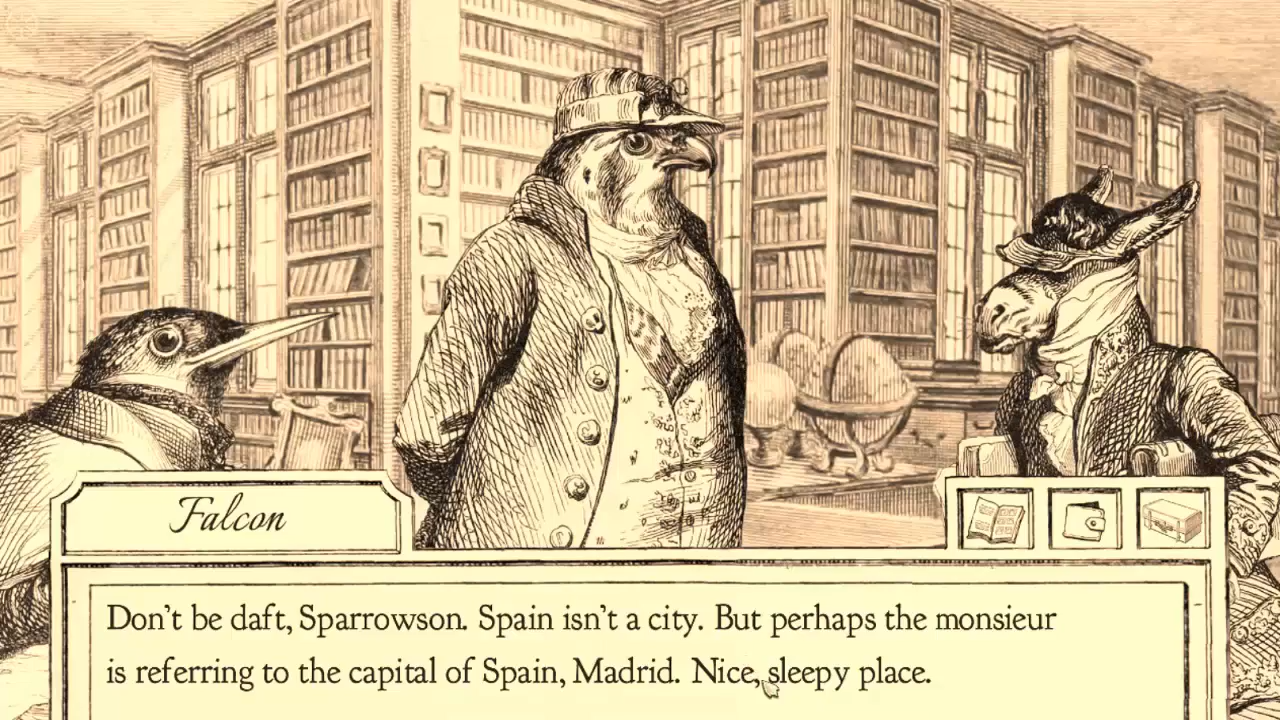 Falcon
Don't be daft, Sparrowson. Spain isn't a city. But perhaps the monsieur
is referring to the capital of Spain, Madrid. Nice, sleepy place.